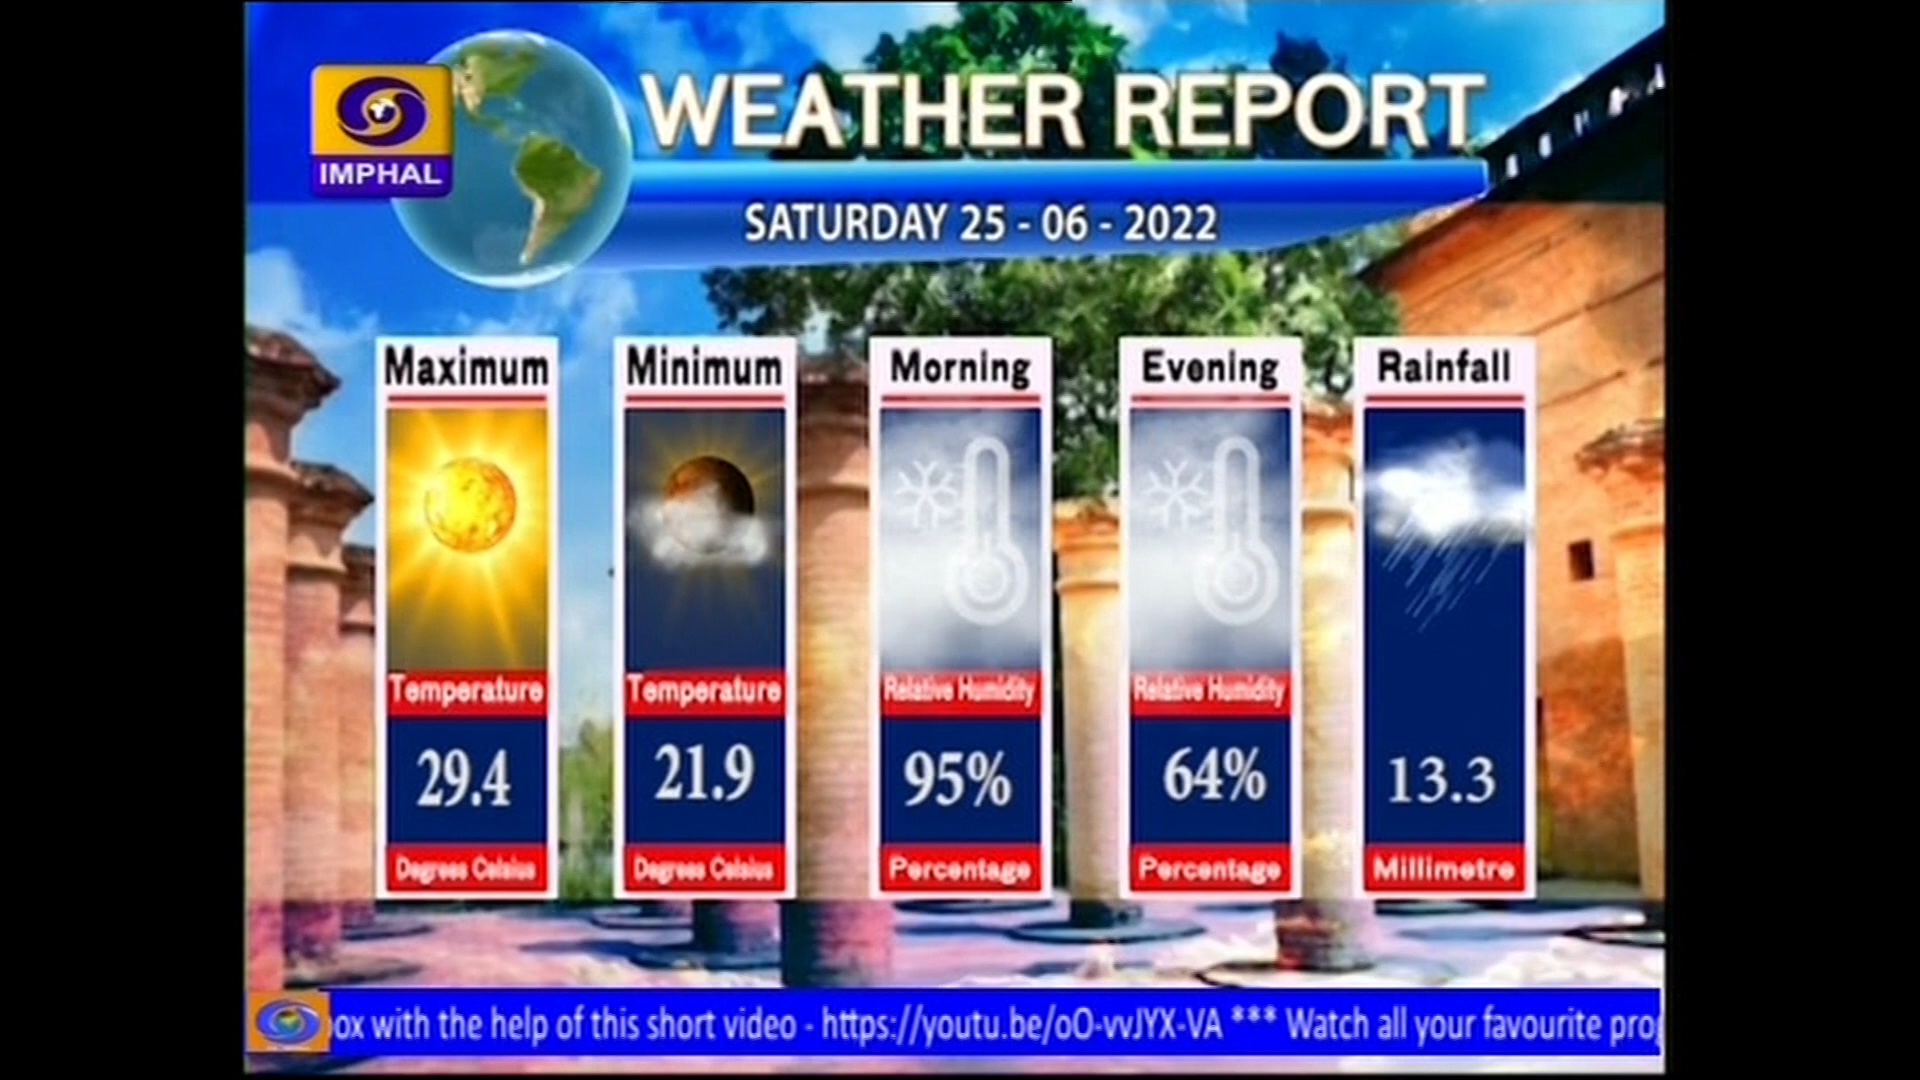 IMPHAL
WEATHER REPORT
SATURDAY 25 - 06 - 2022
Maximum
Temperature
29.4
Degrees Celsius
Minimum
Temperature
21.9
Degrees Celsius
Morning
Relative Humidity
95%
Percentage
Evening
Relative Humidity
64%
Percentage
Rainfall
13.3
Millimetre
with the help of this short video - https://youtu.be/oO-vvJYX-VA *** Watch all your favourite